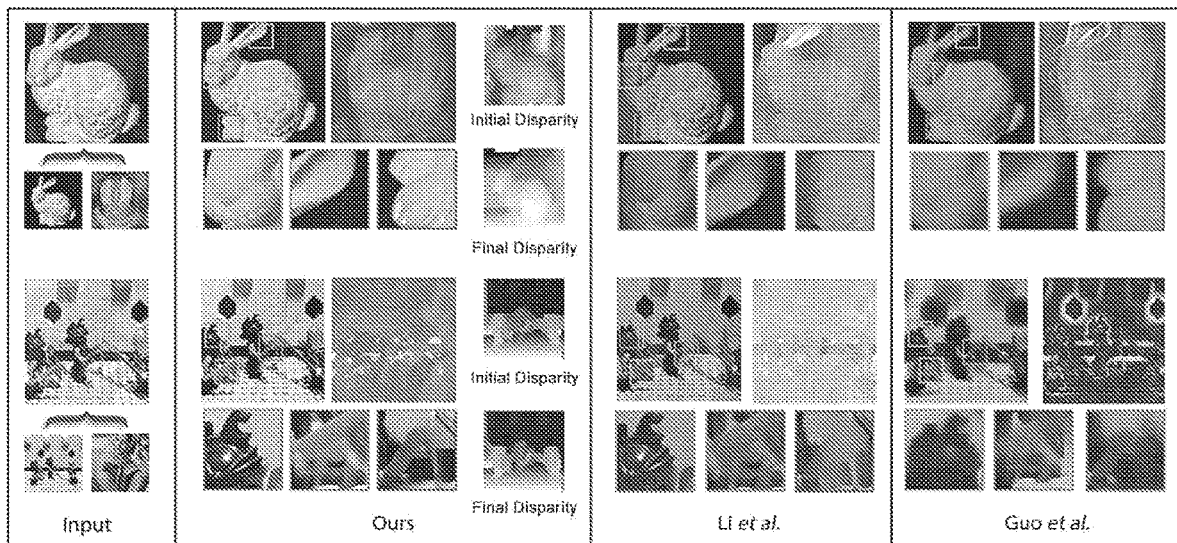 Initial Disparity
Final Disparity
Initial Disparity
Final Disparity
Input
Ours
Li et al.
Guo et al.